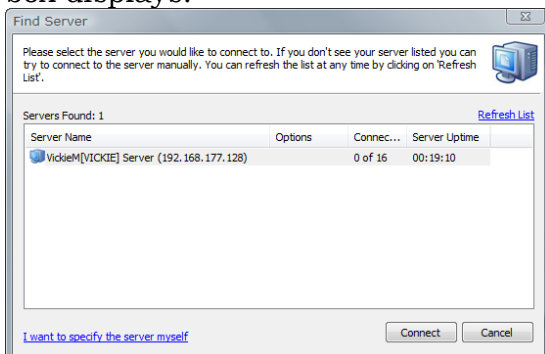 box displays:
Find Server
Please select the server you would like to connect to. If you don't see your server listed you can
try to connect to the server manually. You can refresh the list at any time by clicking on 'Refresh
List'.
Servers Found: 1 Refresh List
Server Name Options Connec... Server Uptime
VickieM[VICKIE] Server (192.168.177.128) 0 of 16 00:19:10
I want to specify the server myself Connect Cancel